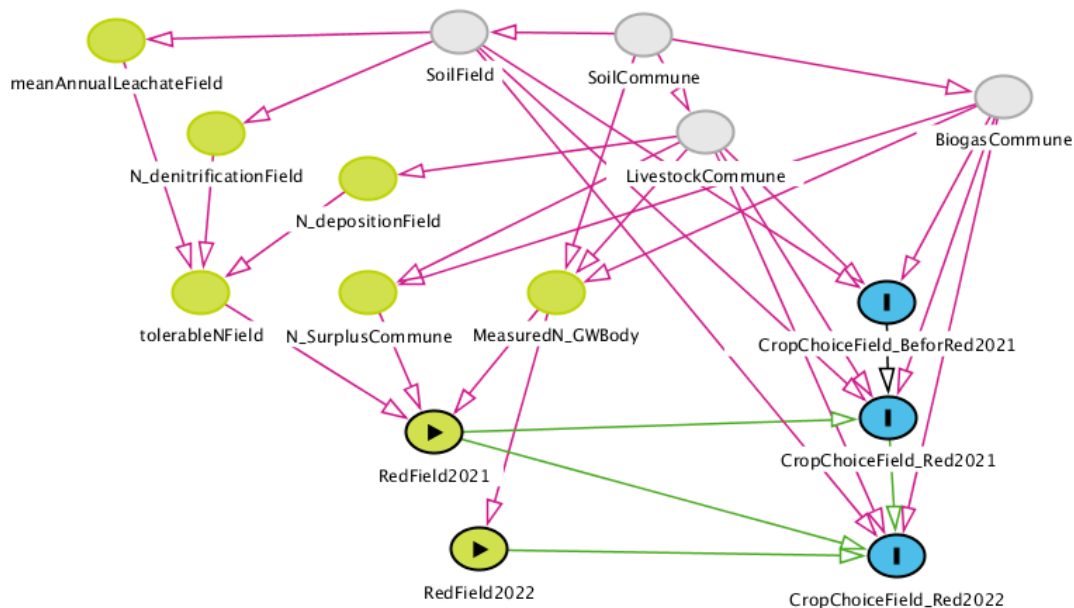 SoilField
SoilCommune
meanAnnualLeachateField
BiogasCommune
N_denitrificationField
LivestockCommune
N_depositionField
tolerableNField
N_SurplusCommune
MeasuredN_GWBody
CropChoiceField_BeforRed2021
CropChoiceField_Red2021
RedField2021
RedField2022
CropChoiceField_Red2022